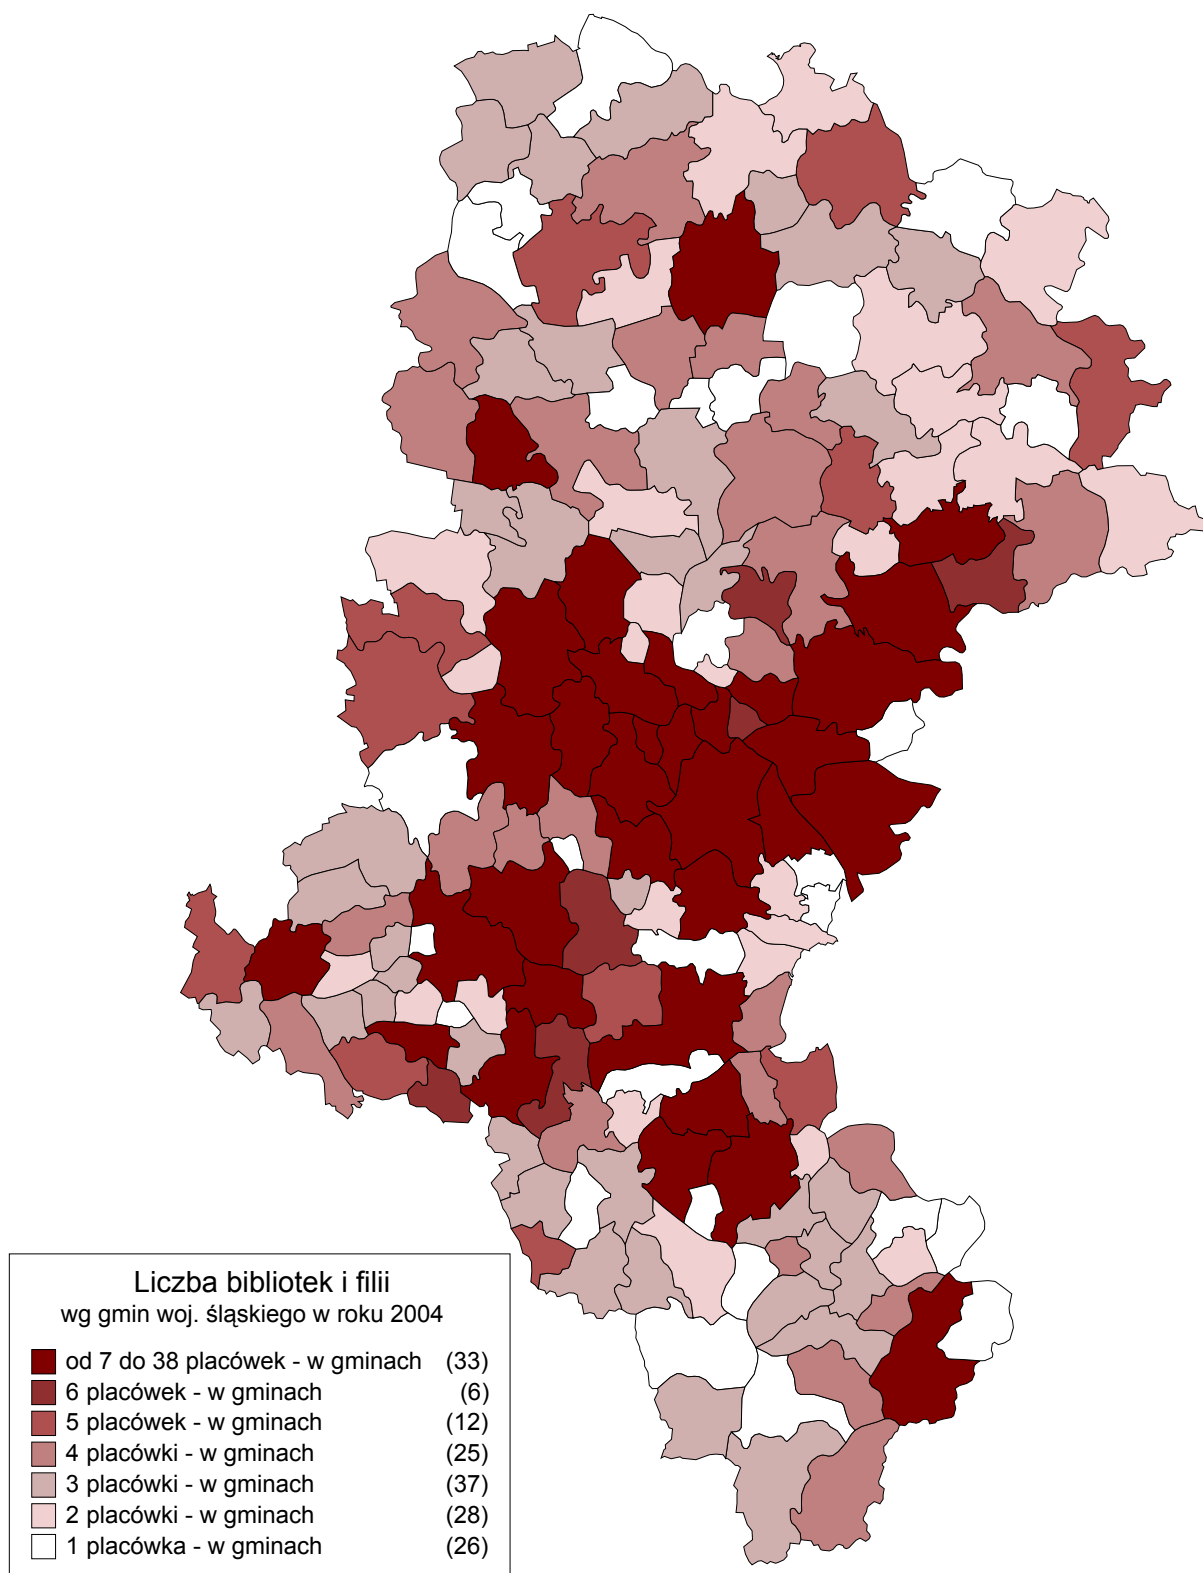 Liczba bibliotek i filii
wg gmin woj. śląskiego w roku 2004
od 7 do 38 placówek - w gminach (33)
6 placówek - w gminach (6)
5 placówek - w gminach (12)
4 placówki - w gminach (25)
3 placówki - w gminach (37)
2 placówki - w gminach (28)
1 placówka - w gminach (26)